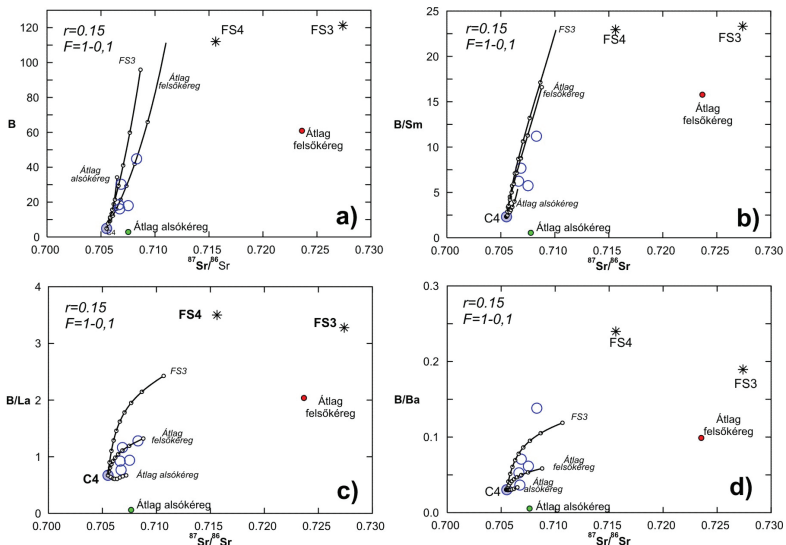 r=0.15
F=1-0,1
FS4
FS3
FS3
Átlag
felsőkéreg
Átlag
alsókéreg
Átlag
felsőkéreg
C4
Átlag alsókéreg
B
a)
0
20
40
60
80
100
120
0.700
0.705
0.710
0.715
0.720
0.725
0.730
87Sr/86Sr
r=0.15
F=1-0,1
FS3
FS4
FS3
Átlag
felsőkéreg
Átlag
felsőkéreg
B/Sm
C4
Átlag alsókéreg
Átlag alsókéreg
b)
0
5
10
15
20
25
0.700
0.705
0.710
0.715
0.720
0.725
0.730
87Sr/86Sr
r=0.15
F=1-0,1
FS4
FS3
FS3
B/La
Átlag
felsőkéreg
Átlag
felsőkéreg
C4
Átlag alsókéreg
Átlag alsókéreg
c)
0
1
2
3
4
0.700
0.705
0.710
0.715
0.720
0.725
0.730
87Sr/86Sr
r=0.15
F=1-0,1
FS4
FS3
FS3
B/Ba
Átlag
felsőkéreg
Átlag
felsőkéreg
C4
Átlag
alsókéreg
Átlag alsókéreg
d)
0.0
0.1
0.2
0.3
0.700
0.705
0.710
0.715
0.720
0.725
0.730
87Sr/86Sr